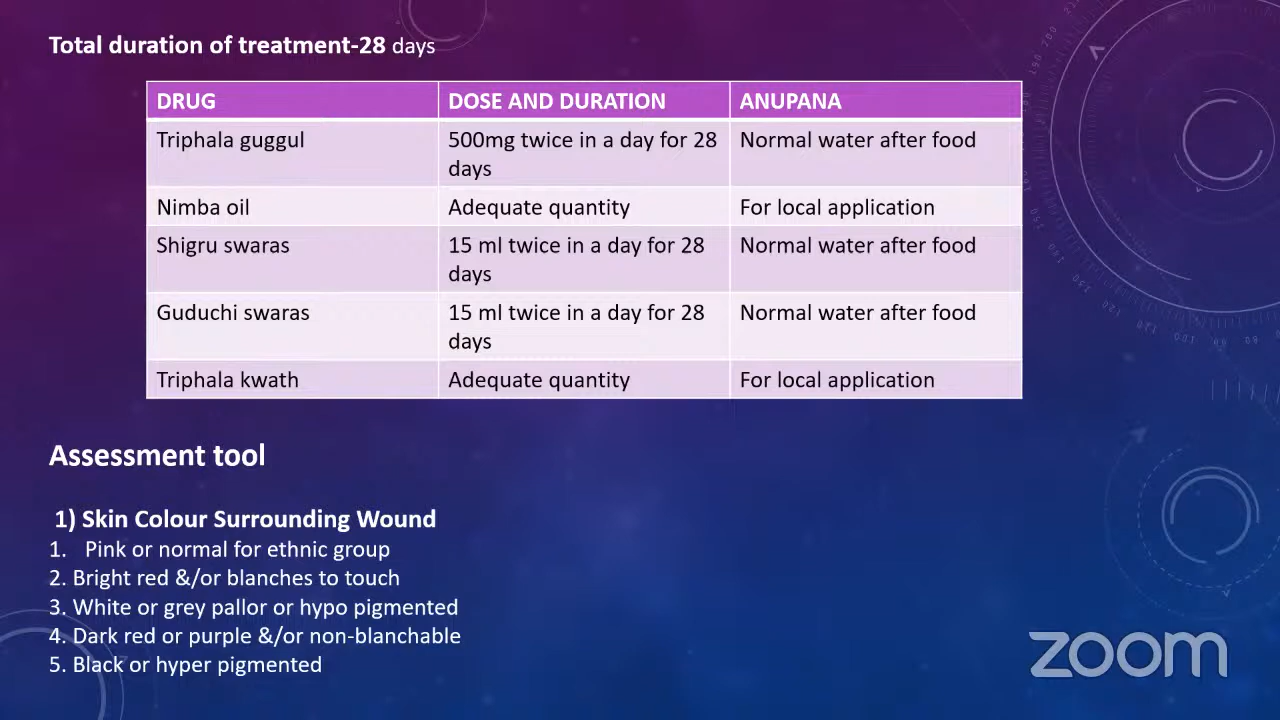 Total duration of treatment-28 days
DRUG DOSE AND DURATION ANUPANA
Triphala guggul 500mg twice in a day for 28 Normal water after food
days
Nimba oil Adequate quantity For local application
Shigru swaras 15 ml twice in a day for 28 Normal water after food
days
Guduchi swaras 15 ml twice in a day for 28 Normal water after food
days
Triphala kwath Adequate quantity For local application
Assessment tool
1) Skin Colour Surrounding Wound
1. Pink or normal for ethnic group
2. Bright red &/or blanches to touch
3. White or grey pallor or hypo pigmented
4. Dark red or purple &/or non-blanchable
5. Black or hyper pigmented
zoom